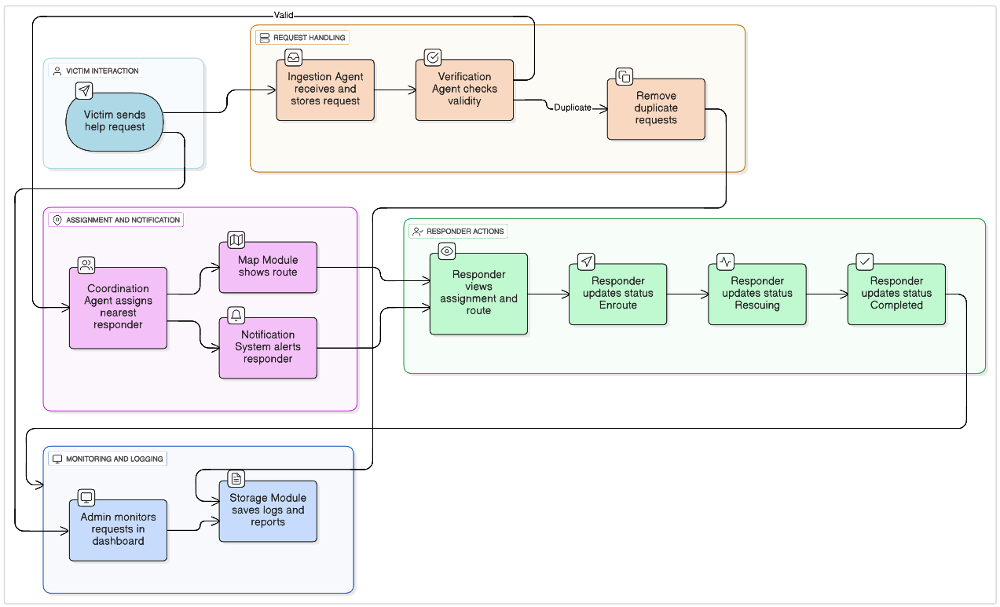 Valid
REQUEST HANDLING
VICTIM INTERACTION
Victim sends
help request
Ingestion Agent
receives and
stores request
Verification
Agent checks
validity
Duplicate
Remove
duplicate
requests
ASSIGNMENT AND NOTIFICATION
Coordination
Agent assigns
nearest
responder
Map Module
shows route
Notification
System alerts
responder
RESPONDER ACTIONS
Responder
views
assignment and
route
Responder
updates status
Enroute
Responder
updates status
Rescuing
Responder
updates status
Completed
MONITORING AND LOGGING
Admin monitors
requests in
dashboard
Storage Module
saves logs and
reports